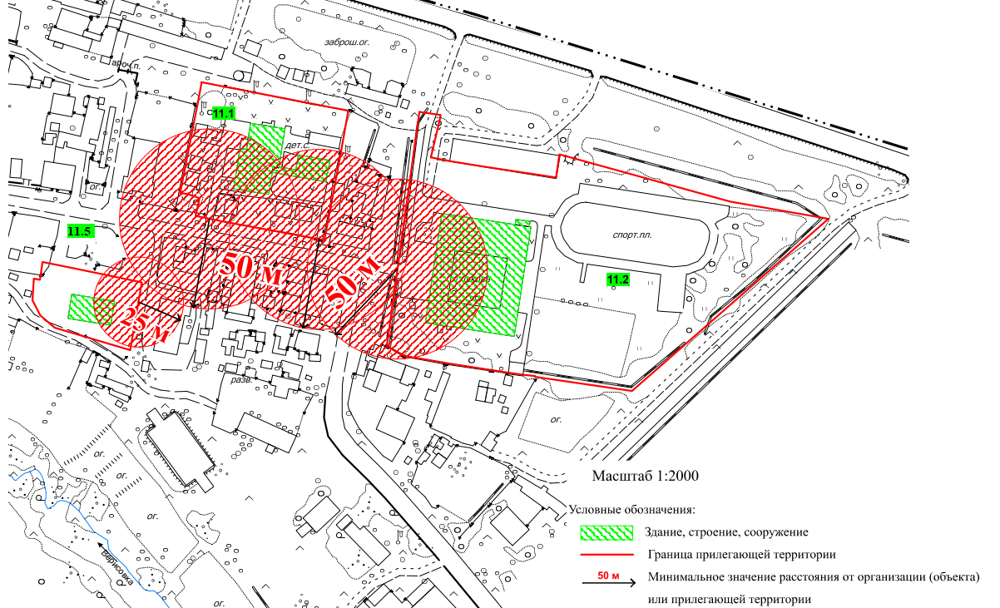 заброш.ог.
ароч.п.
11.1
дет.с.
ог.
11.5
спорт.пл.
50 м
50 м
11.2
25 м
разв.
ог.
ог.
ог.
ог.
Верисовка
ог.
Масштаб 1:2000
Условные обозначения:
Здание, строение, сооружение
Граница прилегающей территории
50 м
Минимальное значение расстояния от организации (объекта)
или прилегающей территории